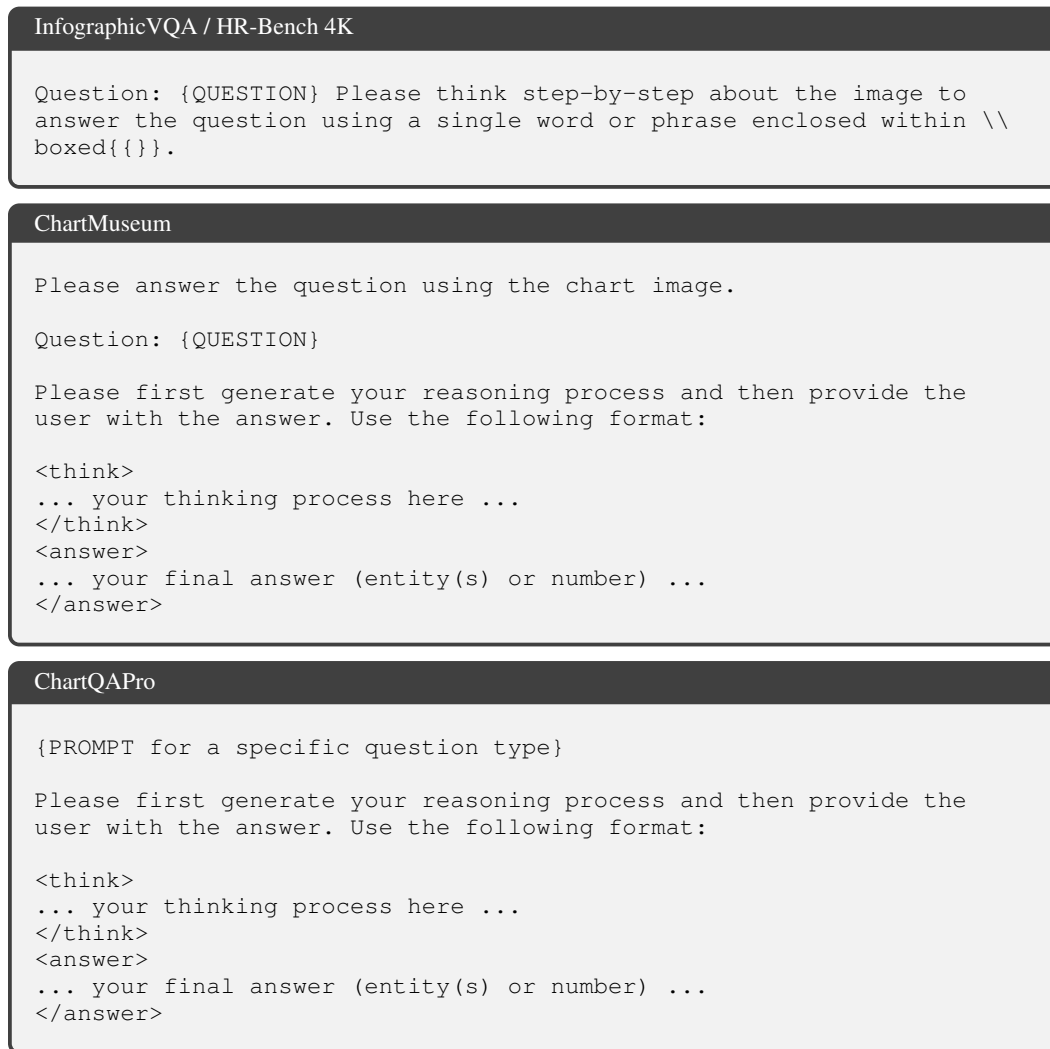 InfographicVQA / HR-Bench 4K
Question: {QUESTION} Please think step-by-step about the image to
answer the question using a single word or phrase enclosed within \\
boxed{{}}.
ChartMuseum
Please answer the question using the chart image.
Question: {QUESTION}
Please first generate your reasoning process and then provide the
user with the answer. Use the following format:
<think>
... your thinking process here ...
</think>
<answer>
... your final answer (entity(s) or number) ...
</answer>
ChartQAPro
{PROMPT for a specific question type}
Please first generate your reasoning process and then provide the
user with the answer. Use the following format:
<think>
... your thinking process here ...
</think>
<answer>
... your final answer (entity(s) or number) ...
</answer>